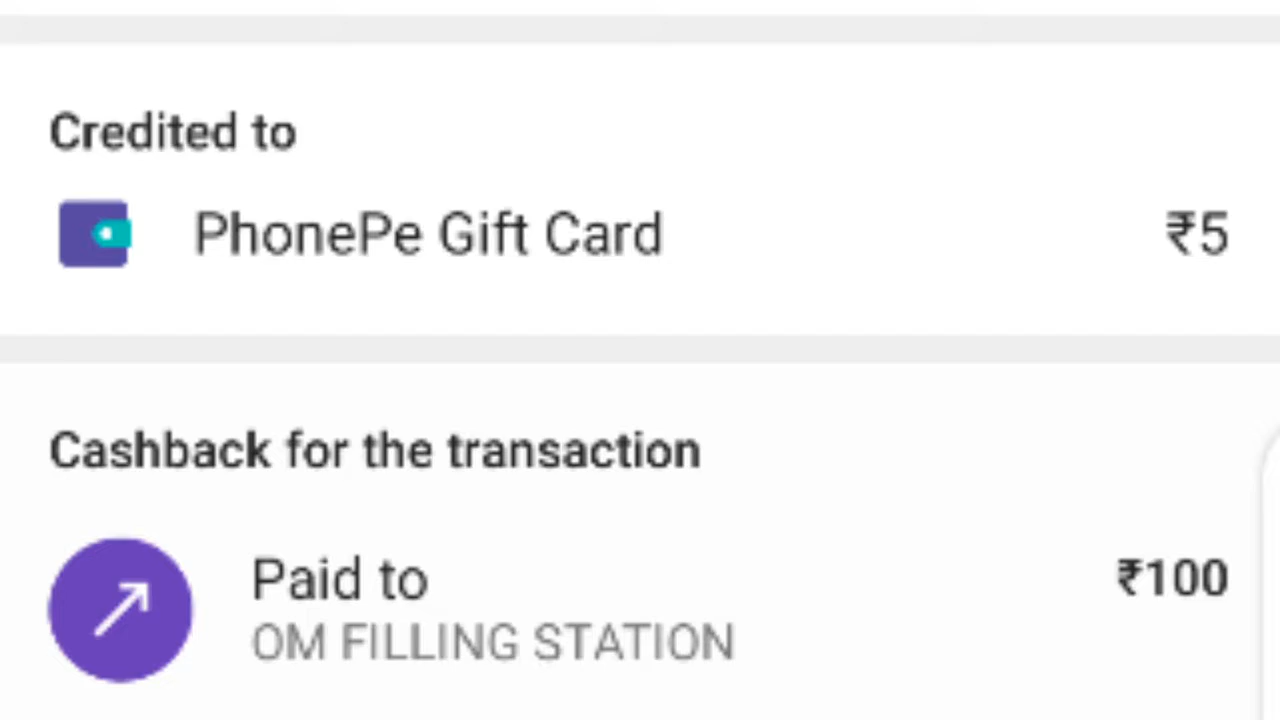 Credited to
PhonePe Gift Card ₹5
Cashback for the transaction
Paid to ₹100
OM FILLING STATION